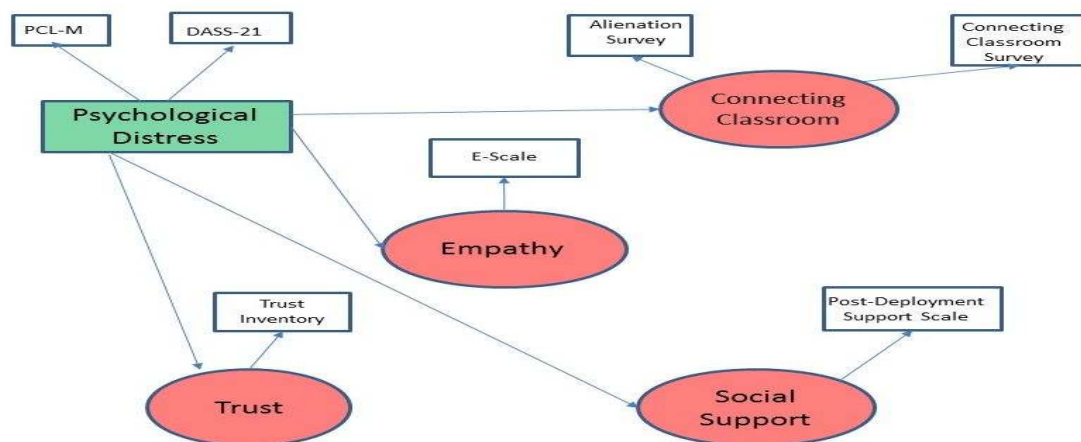 PCL-M
DASS-21
Alienation
Survey
Connecting
Classroom
Survey
Psychological
Distress
Connecting
Classroom
E-Scale
Empathy
Trust
Inventory
Post-Deployment
Support Scale
Trust
Social
Support